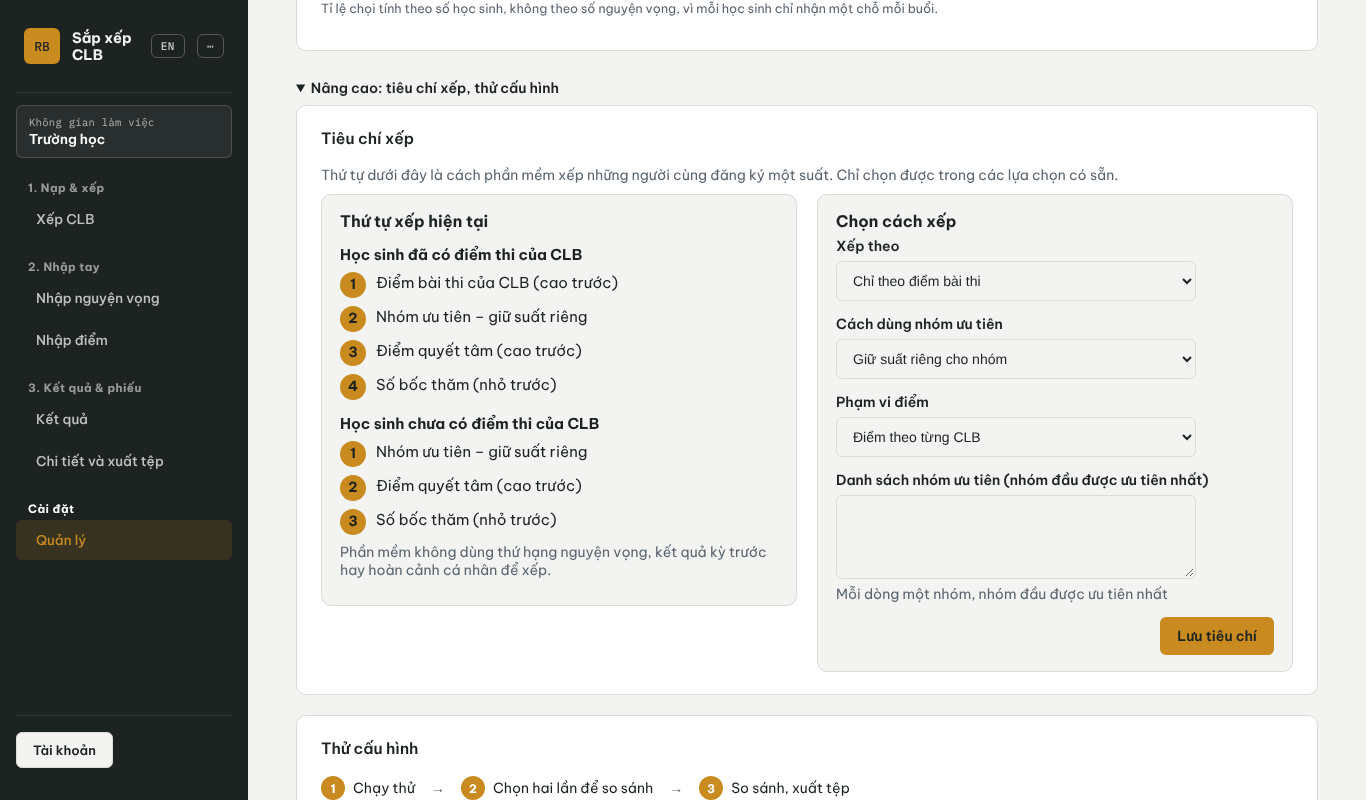 RB
Sắp xếp
CLB
EN
⋯
Không gian làm việc
Trường học
1. Nạp & xếp
Xếp CLB
2. Nhập tay
Nhập nguyện vọng
Nhập điểm
3. Kết quả & phiếu
Kết quả
Chi tiết và xuất tệp
Cài đặt
Quản lý
Tài khoản
Tỉ lệ chọi tính theo số học sinh, không theo số nguyện vọng, vì mỗi học sinh chỉ nhận một chỗ mỗi buổi.
▼ Nâng cao: tiêu chí xếp, thử cấu hình
Tiêu chí xếp
Thứ tự dưới đây là cách phần mềm xếp những người cùng đăng ký một suất. Chỉ chọn được trong các lựa chọn có sẵn.
Thứ tự xếp hiện tại
Học sinh đã có điểm thi của CLB
1 Điểm bài thi của CLB (cao trước)
2 Nhóm ưu tiên – giữ suất riêng
3 Điểm quyết tâm (cao trước)
4 Số bốc thăm (nhỏ trước)
Học sinh chưa có điểm thi của CLB
1 Nhóm ưu tiên – giữ suất riêng
2 Điểm quyết tâm (cao trước)
3 Số bốc thăm (nhỏ trước)
Phần mềm không dùng thứ hạng nguyện vọng, kết quả kỳ trước
hay hoàn cảnh cá nhân để xếp.
Chọn cách xếp
Xếp theo
Chỉ theo điểm bài thi
Cách dùng nhóm ưu tiên
Giữ suất riêng cho nhóm
Phạm vi điểm
Điểm theo từng CLB
Danh sách nhóm ưu tiên (nhóm đầu được ưu tiên nhất)
Mỗi dòng một nhóm, nhóm đầu được ưu tiên nhất
Lưu tiêu chí
Thử cấu hình
1 Chạy thử → 2 Chọn hai lần để so sánh → 3 So sánh, xuất tệp